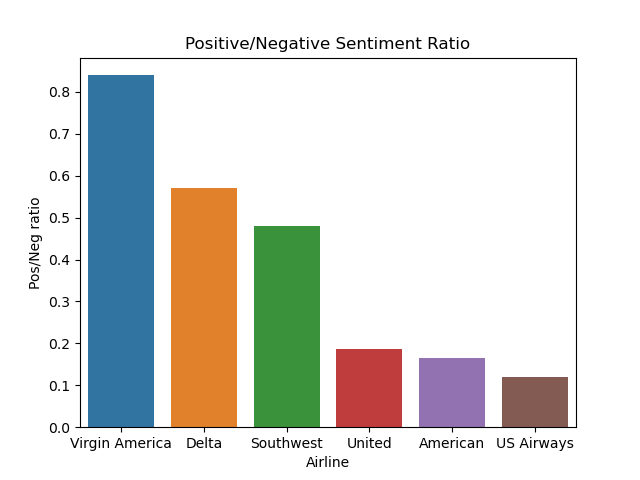 Positive/Negative Sentiment Ratio
Pos/Neg ratio
0.8
0.7
0.6
0.5
0.4
0.3
0.2
0.1
0.0
Virgin America Delta Southwest United American US Airways
Airline